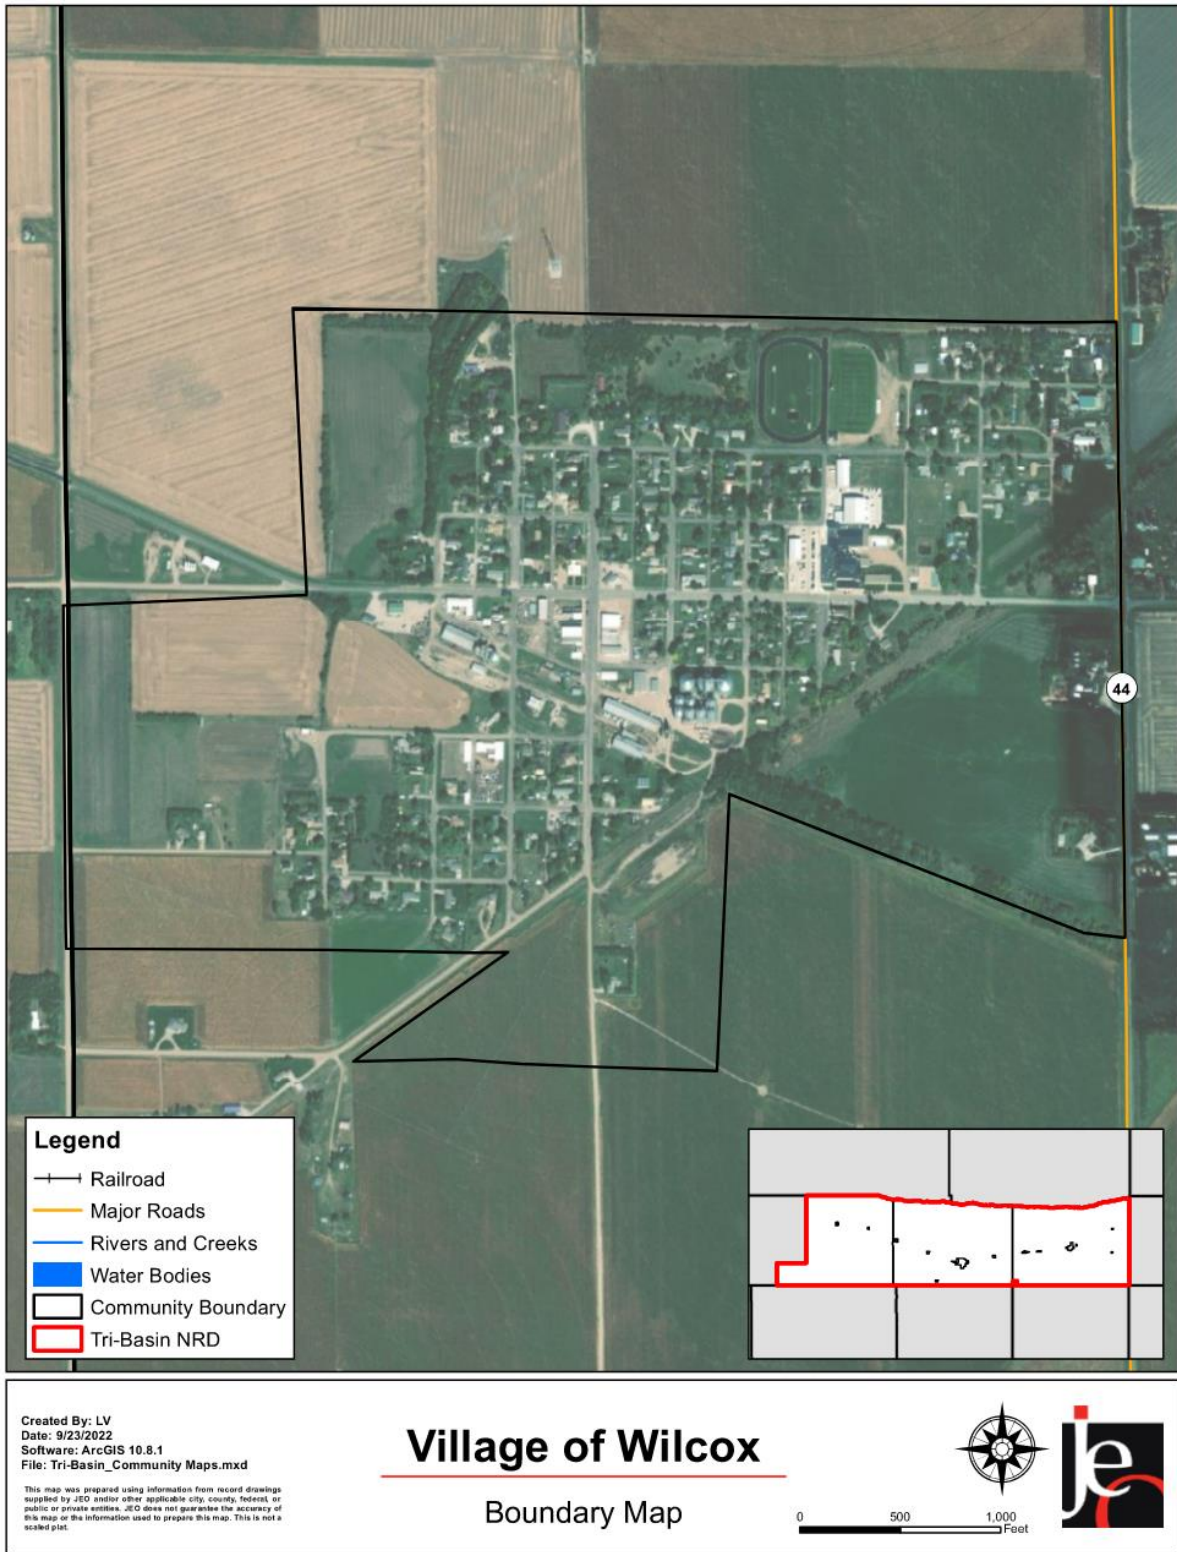 44
Legend
Railroad
Major Roads
Rivers and Creeks
Water Bodies
Community Boundary
Tri-Basin NRD
Created By: LV
Date: 9/23/2022
Software: ArcGIS 10.8.1
File: Tri-Basin_Community Maps.mxd
This map was prepared using information from record drawings
supplied by JEO and/or other applicable city, county, federal, or
public or private entities. JEO does not guarantee the accuracy of
this map or the information used to prepare this map. This is not a
scaled plat.
Village of Wilcox
Boundary Map
0 500 1,000
Feet
jeo